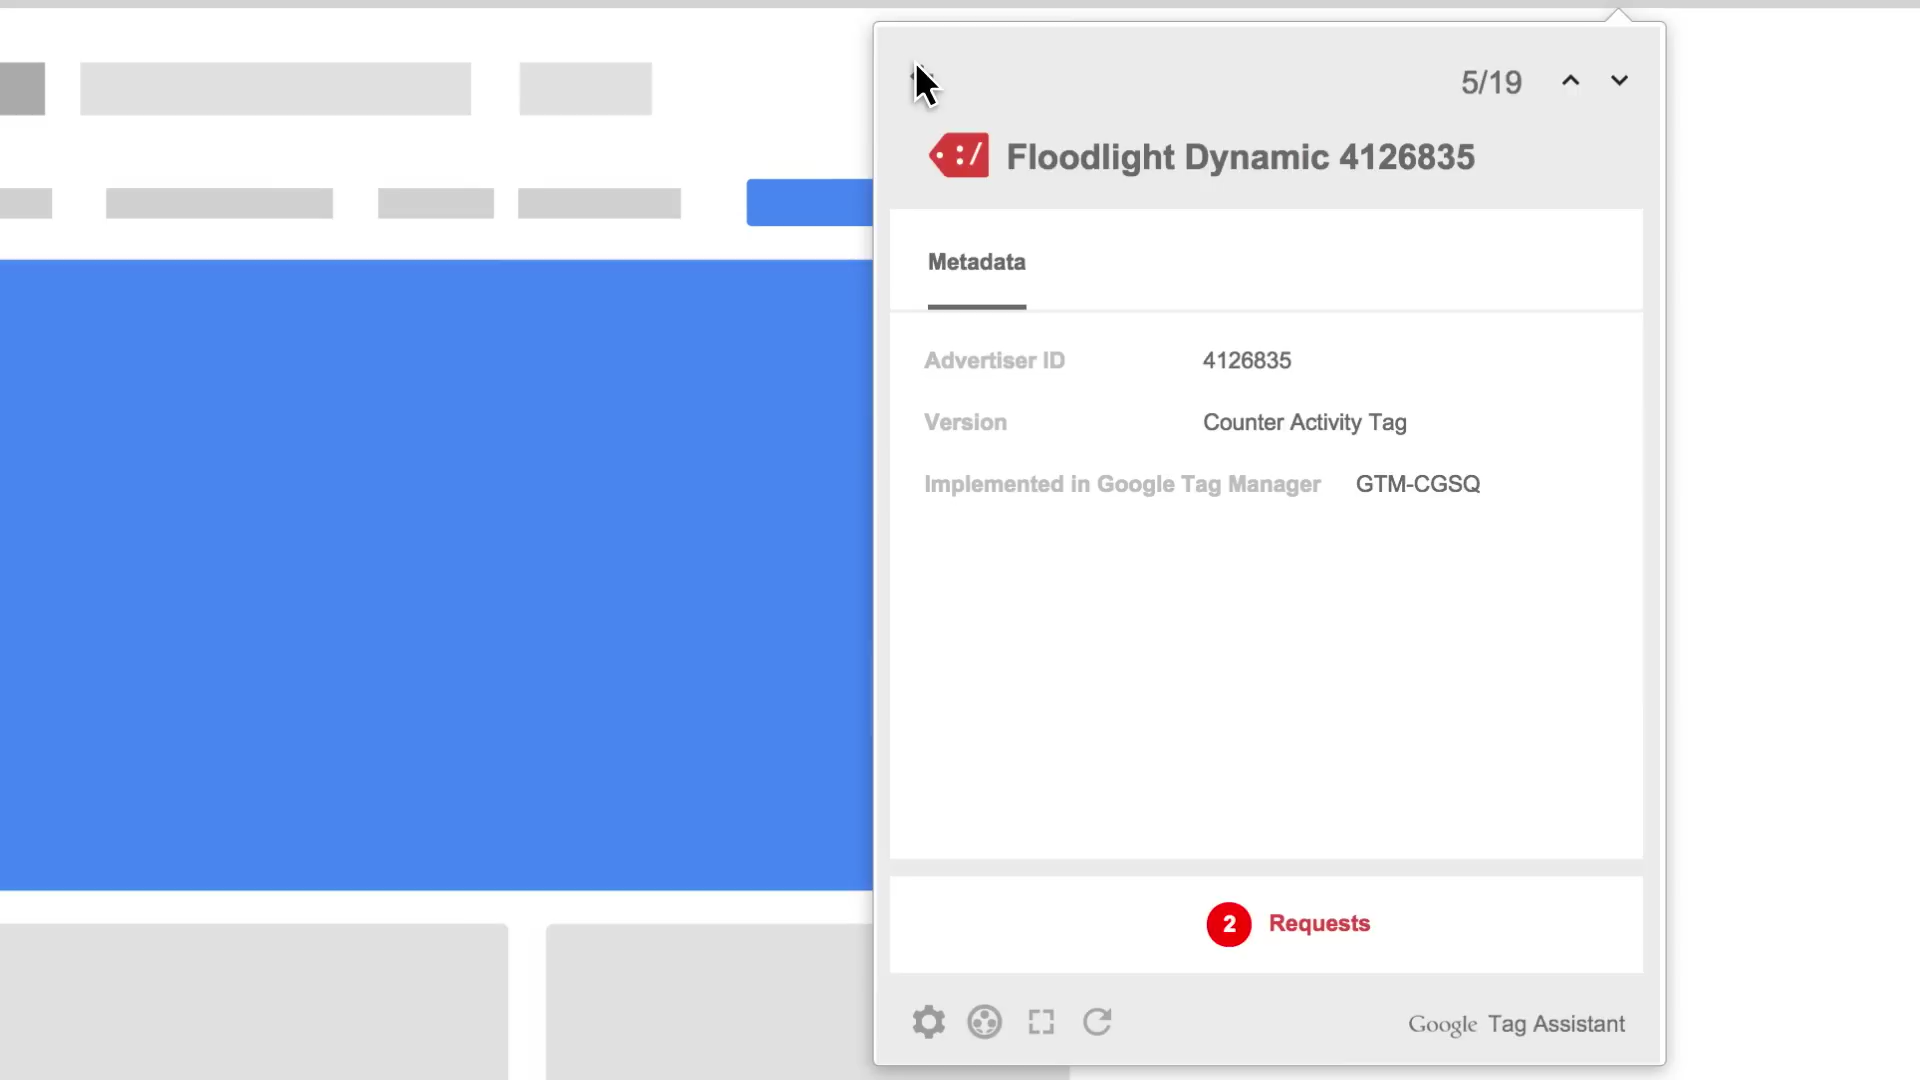 5/19
:/ Floodlight Dynamic 4126835
Metadata
Advertiser ID 4126835
Version Counter Activity Tag
Implemented in Google Tag Manager GTM-CGSQ
2 Requests
Google Tag Assistant